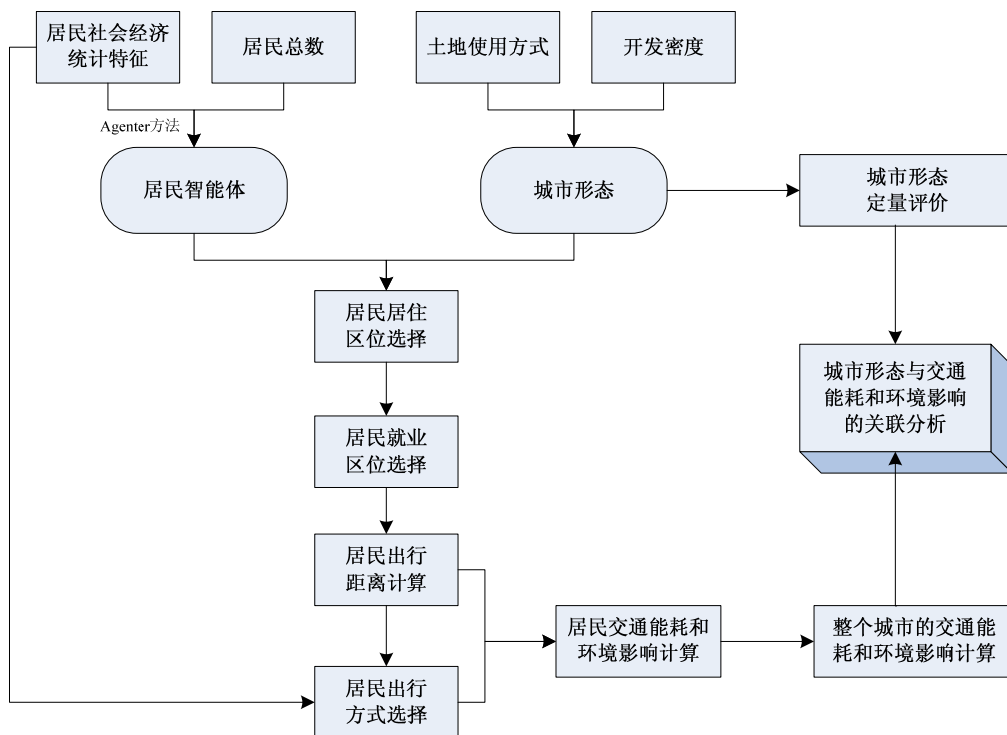 居民社会经济
统计特征
居民总数
土地使用方式
开发密度
Agenter方法
居民智能体
城市形态
城市形态
定量评价
居民居住
区位选择
城市形态与交通
能耗和环境影响
的关联分析
居民就业
区位选择
居民出行
距离计算
居民交通能耗和
环境影响计算
整个城市的交通能
耗和环境影响计算
居民出行
方式选择